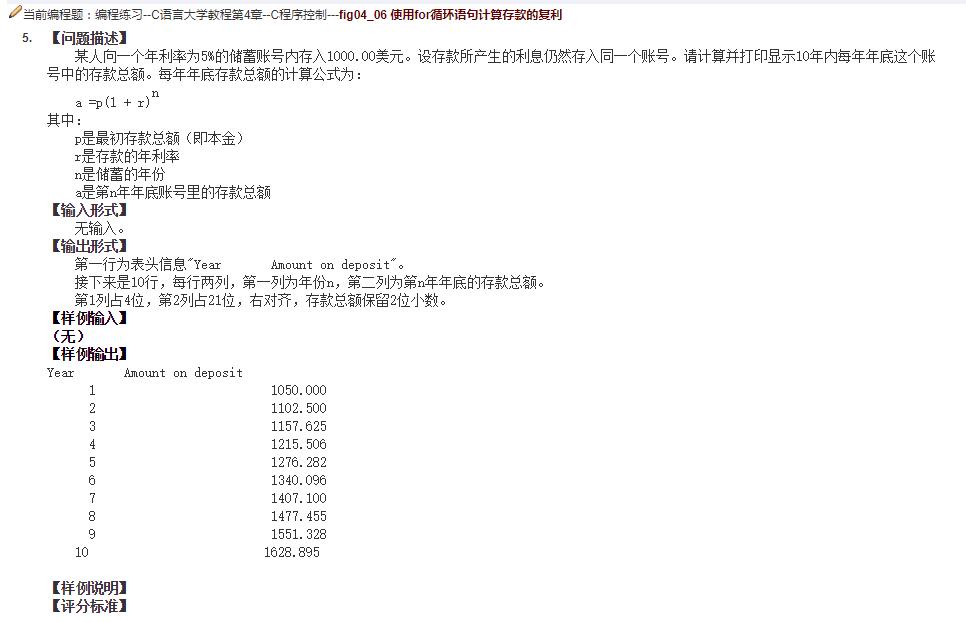 当前编程题：编程练习--C语言大学教程第4章--C程序控制---fig04_06 使用for循环语句计算存款的复利
5. 【问题描述】
某人向一个年利率为5%的储蓄账号内存入1000.00美元。设存款所产生的利息仍然存入同一个账号。请计算并打印显示10年内每年年底这个账
号中的存款总额。每年年底存款总额的计算公式为：
a =p(1 + r)^n
其中：
p是最初存款总额（即本金）
r是存款的年利率
n是储蓄的年份
a是第n年年底账号里的存款总额
【输入形式】
无输入。
【输出形式】
第一行为表头信息"Year      Amount on deposit"。
接下来是10行，每行两列，第一列为年份n，第二列为第n年年底的存款总额。
第1列占4位，第2列占21位，右对齐，存款总额保留2位小数。
【样例输入】
（无）
【样例输出】
Year      Amount on deposit
1      1050.000
2      1102.500
3      1157.625
4      1215.506
5      1276.282
6      1340.096
7      1407.100
8      1477.455
9      1551.328
10      1628.895
【样例说明】
【评分标准】